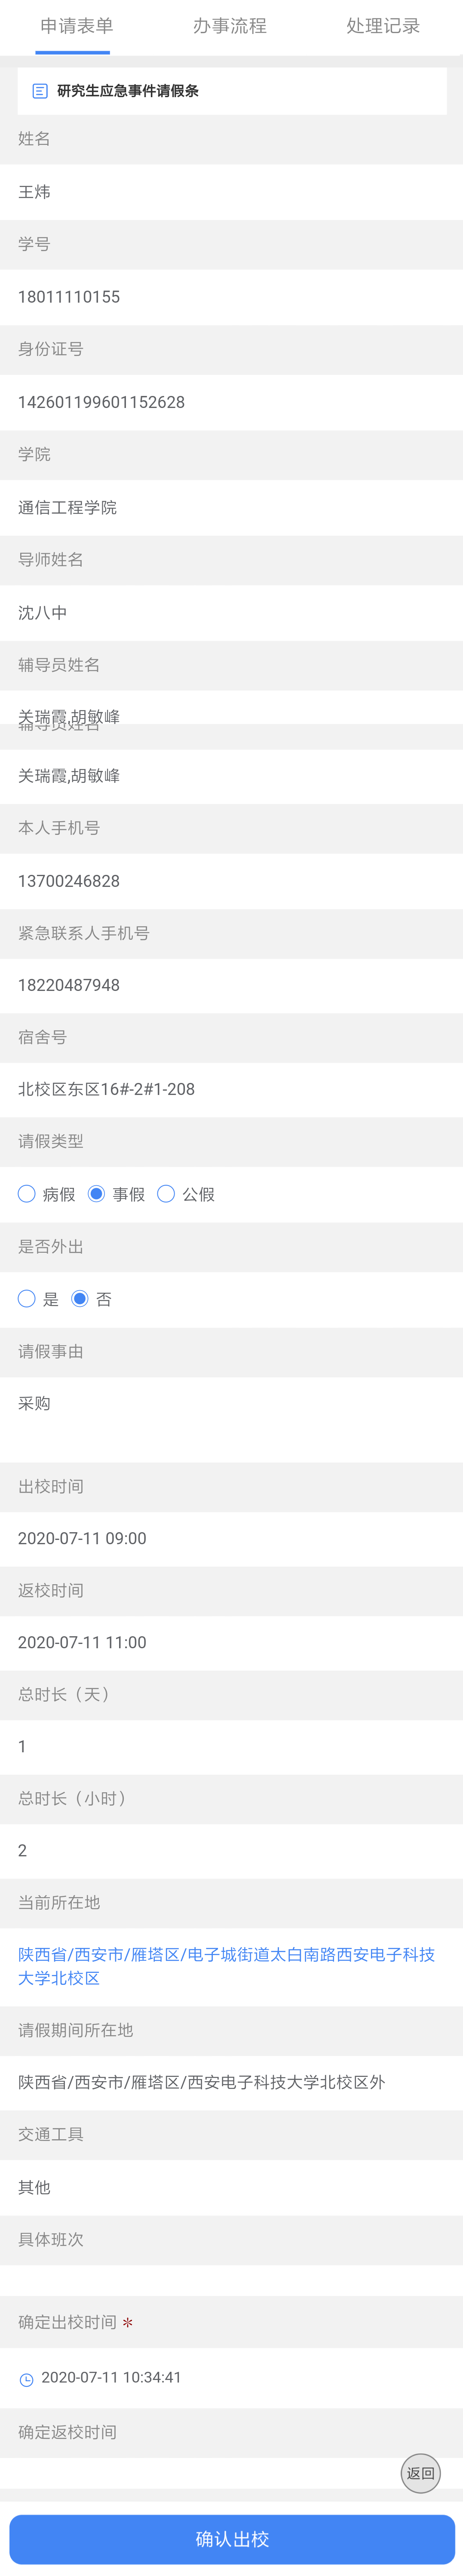 申请表单 办事流程 处理记录
研究生应急事件请假条
姓名
王炜
学号
18011110155
身份证号
142601199601152628
学院
通信工程学院
导师姓名
沈八中
辅导员姓名
关瑞霞,胡敏峰
辅导员姓名
关瑞霞,胡敏峰
本人手机号
13700246828
紧急联系人手机号
18220487948
宿舍号
北校区东区16#-2#1-208
请假类型
病假 事假 公假
是否外出
是 否
请假事由
采购
出校时间
2020-07-11 09:00
返校时间
2020-07-11 11:00
总时长（天）
1
总时长（小时）
2
当前所在地
陕西省/西安市/雁塔区/电子城街道太白南路西安电子科技
大学北校区
请假期间所在地
陕西省/西安市/雁塔区/西安电子科技大学北校区外
交通工具
其他
具体班次
确定出校时间 *
2020-07-11 10:34:41
确定返校时间
返回
确认出校